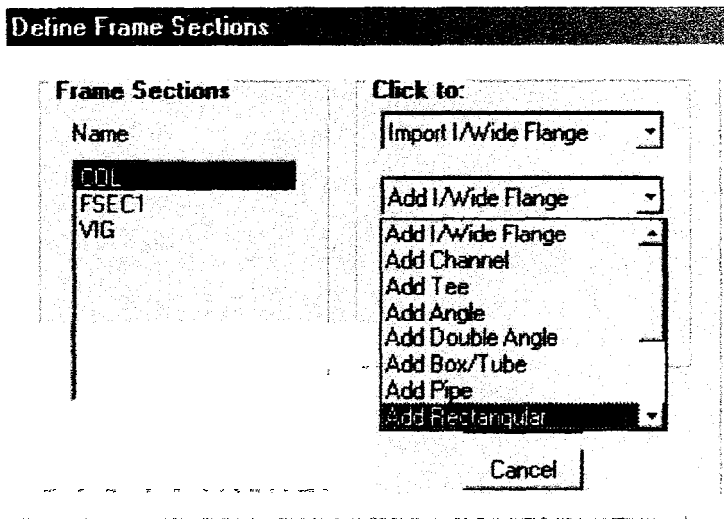 Define Frame Sections
Frame Sections
Name
COL
FSEC1
VIG
Click to:
Import I/Wide Flange
Add I/Wide Flange
Add I/Wide Flange
Add Channel
Add Tee
Add Angle
Add Double Angle
Add Box/Tube
Add Pipe
Add Rectangular
Cancel